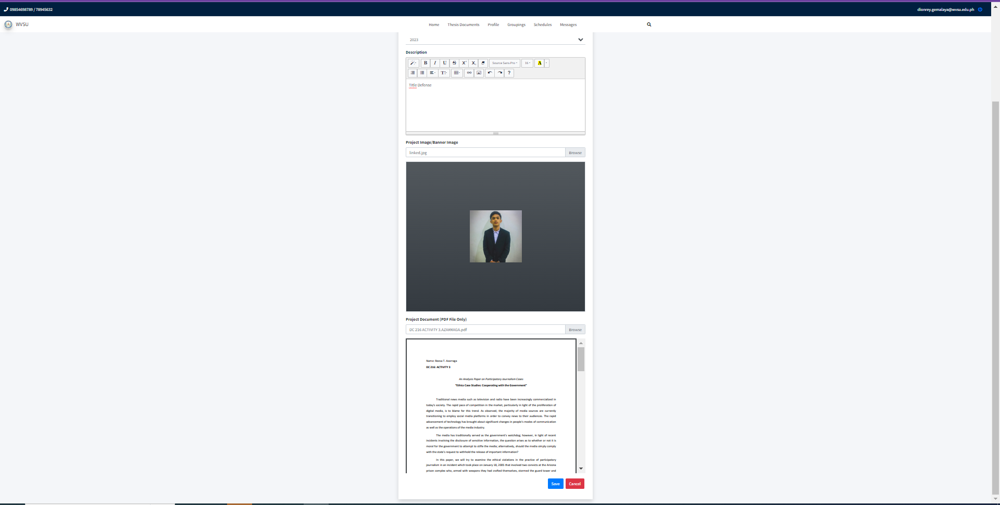 09854698789 / 78945632
dionrey.gemalaya@wvsu.edu.ph
WVSU
Home Thesis Documents Profile Groupings Schedules Messages
2023
Description
B I U S X X Source Sans Pro 16 A
T ?
TItle Defense
Project Image/Banner Image
linked.jpg Browse
Project Document (PDF File Only)
DC 216 ACTIVITY 3.AZARRAGA.pdf Browse
Name: Reesa T. Azarraga
DC 216: ACTIVITY 3
An Analysis Paper on Participatory Journalism Cases
"Ethics Case Studies: Cooperating with the Government"
Traditional news media such as television and radio have been increasingly commercialized in
today's society. The rapid pace of competition in the market, particularly in light of the proliferation of
digital media, is to blame for this trend. As observed, the majority of media sources are currently
transitioning to employ social media platforms in order to convey news to their audiences. The rapid
advancement of technology has brought about significant changes in people's modes of communication
as well as the operations of the media industry.
The media has traditionally served as the government's watchdog; however, in light of recent
incidents involving the disclosure of sensitive information, the question arises as to whether or not it is
moral for the government to attempt to stifle the media; alternatively, should the media simply comply
with the state's request to withhold the release of important information?
In this paper, we will try to examine the ethical violations in the practice of participatory
journalism in an incident which took place on January 18, 2005 that involved two convicts at the Arizona
prison complex who, armed with weapons they had crafted themselves, stormed the guard tower and
Save Cancel